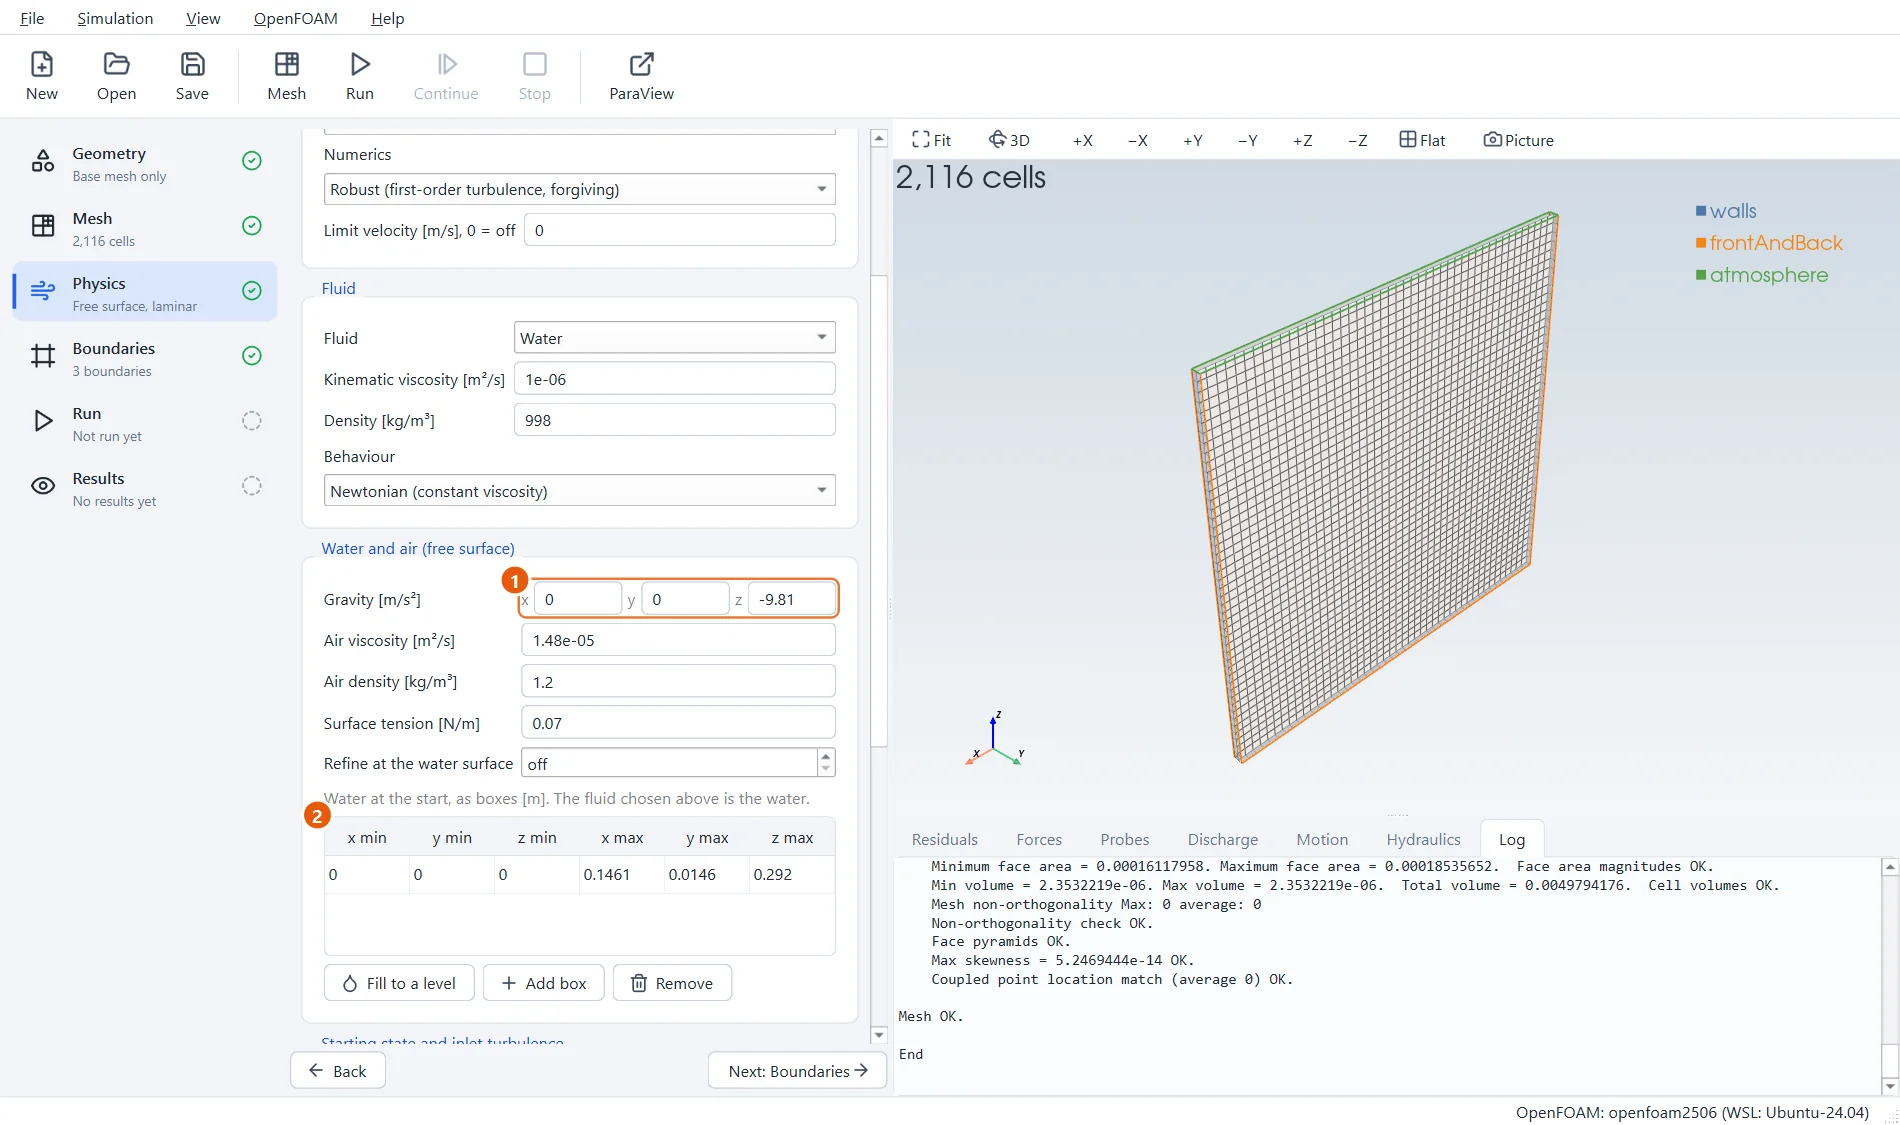 File Simulation View OpenFOAM Help
New Open Save Mesh Run Continue Stop ParaView
Geometry
Base mesh only
Mesh
2,116 cells
Physics
Free surface, laminar
Boundaries
3 boundaries
Run
Not run yet
Results
No results yet
Numerics
Robust (first-order turbulence, forgiving)
Limit velocity [m/s], 0 = off 0
Fluid
Fluid Water
Kinematic viscosity [m²/s] 1e-06
Density [kg/m³] 998
Behaviour
Newtonian (constant viscosity)
Water and air (free surface)
1
Gravity [m/s²] x 0 y 0 z -9.81
Air viscosity [m²/s] 1.48e-05
Air density [kg/m³] 1.2
Surface tension [N/m] 0.07
Refine at the water surface off
Water at the start, as boxes [m]. The fluid chosen above is the water.
2
x min y min z min x max y max z max
0 0 0 0.1461 0.0146 0.292
Fill to a level Add box Remove
Starting state and inlet turbulence
Back Next: Boundaries
Fit 3D +X −X +Y −Y +Z −Z Flat Picture
2,116 cells
walls
frontAndBack
atmosphere
Z
X Y
Residuals Forces Probes Discharge Motion Hydraulics Log
Minimum face area = 0.00016117958. Maximum face area = 0.00018535652.  Face area magnitudes OK.
Min volume = 2.3532219e-06. Max volume = 2.3532219e-06.  Total volume = 0.0049794176.  Cell volumes OK.
Mesh non-orthogonality Max: 0 average: 0
Non-orthogonality check OK.
Face pyramids OK.
Max skewness = 5.2469444e-14 OK.
Coupled point location match (average 0) OK.
Mesh OK.
End
OpenFOAM: openfoam2506 (WSL: Ubuntu-24.04)